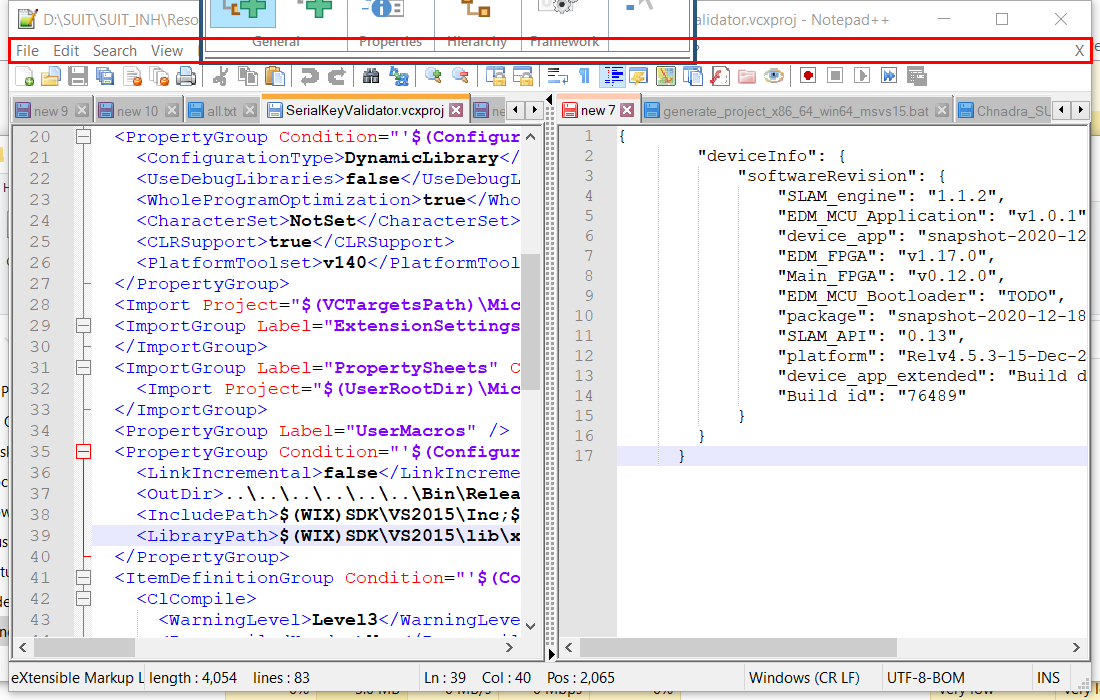 D:\SUIT\SUIT_INH\Reso
alidator.vcxproj - Notepad++
General Properties Hierarchy Framework
File Edit Search View X
new 9 new 10 all.txt SerialKeyValidator.vcxproj ne
new 7 generate_project_x86_64_win64_msvs15.bat Chnadra_SU
20 <PropertyGroup Condition="'$(Configur
21 <ConfigurationType>DynamicLibrary</
22 <UseDebugLibraries>false</UseDebugL
23 <WholeProgramOptimization>true</Who
24 <CharacterSet>NotSet</CharacterSet>
25 <CLRSupport>true</CLRSupport>
26 <PlatformToolset>v140</PlatformTool
27 </PropertyGroup>
28 <Import Project="$(VCTargetsPath)\Mic
29 <ImportGroup Label="ExtensionSettings
30 </ImportGroup>
31 <ImportGroup Label="PropertySheets" C
32 <Import Project="$(UserRootDir)\Mic
33 </ImportGroup>
34 <PropertyGroup Label="UserMacros" />
35 <PropertyGroup Condition="'$(Configur
36 <LinkIncremental>false</LinkIncreme
37 <OutDir>..\..\..\..\..\..\Bin\Relea
38 <IncludePath>$(WIX)SDK\VS2015\Inc;$
39 <LibraryPath>$(WIX)SDK\VS2015\lib\x
40 </PropertyGroup>
41 <ItemDefinitionGroup Condition="'$(Co
42 <ClCompile>
43 <WarningLevel>Level3</WarningLeve
1 {
2 "deviceInfo": {
3 "softwareRevision": {
4 "SLAM_engine": "1.1.2",
5 "EDM_MCU_Application": "v1.0.1"
6 "device_app": "snapshot-2020-12
7 "EDM_FPGA": "v1.17.0",
8 "Main_FPGA": "v0.12.0",
9 "EDM_MCU_Bootloader": "TODO",
10 "package": "snapshot-2020-12-18
11 "SLAM_API": "0.13",
12 "platform": "Relv4.5.3-15-Dec-2
13 "device_app_extended": "Build d
14 "Build id": "76489"
15 }
16 }
17 }
eXtensible Markup L length : 4,054 lines : 83 Ln : 39 Col : 40 Pos : 2,065 Windows (CR LF) UTF-8-BOM INS